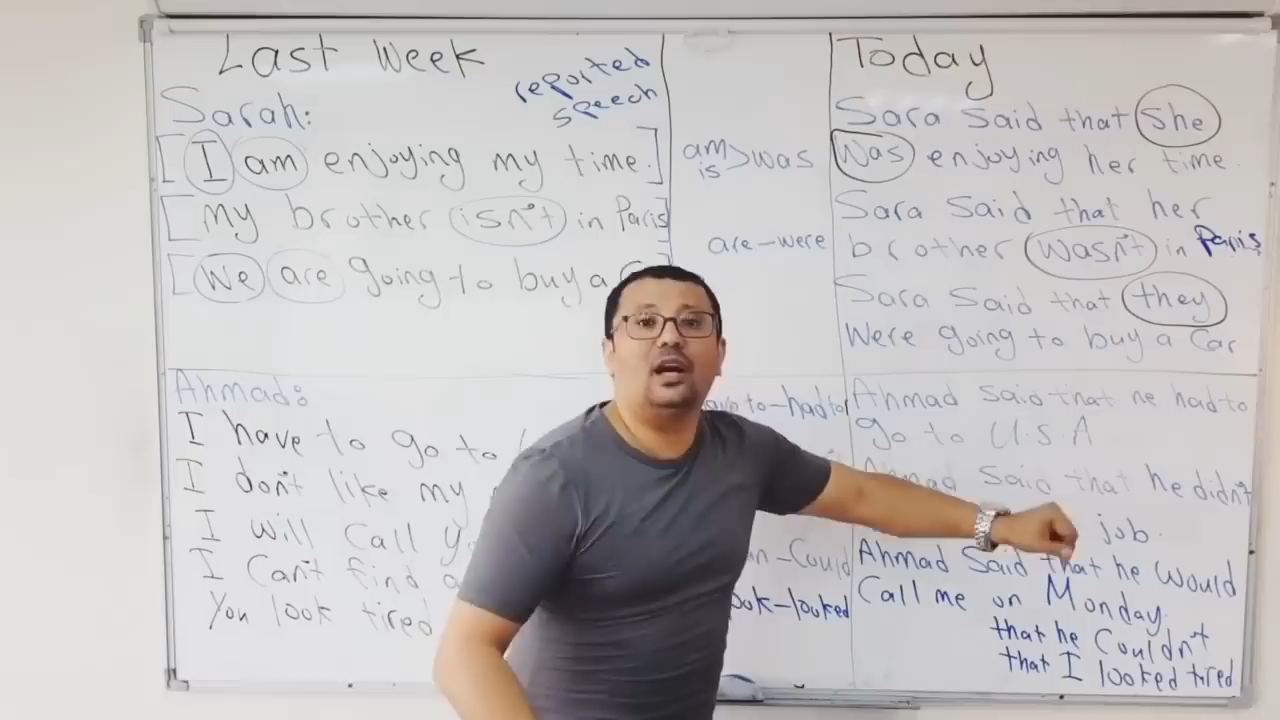 Last Week
reported
speech
Sarah:
[I am enjoying my time.]
[My brother isn't in Paris]
[We are going to buy a
Ahmad:
I have to go to
I don't like my
I will Call
I Can't find
You look tired
am
is > was
are - were
to - had to
Could
looked
Today
Sara Said that she
Was enjoying her time.
Sara Said that her
brother wasn't in Paris.
Sara Said that they
Were going to buy a Car
Ahmad Said that he had to
go to U.S.A
Said that he didn't
job.
Ahmad Said that he would
Call me on Monday.
that he Couldn't
that I looked tired